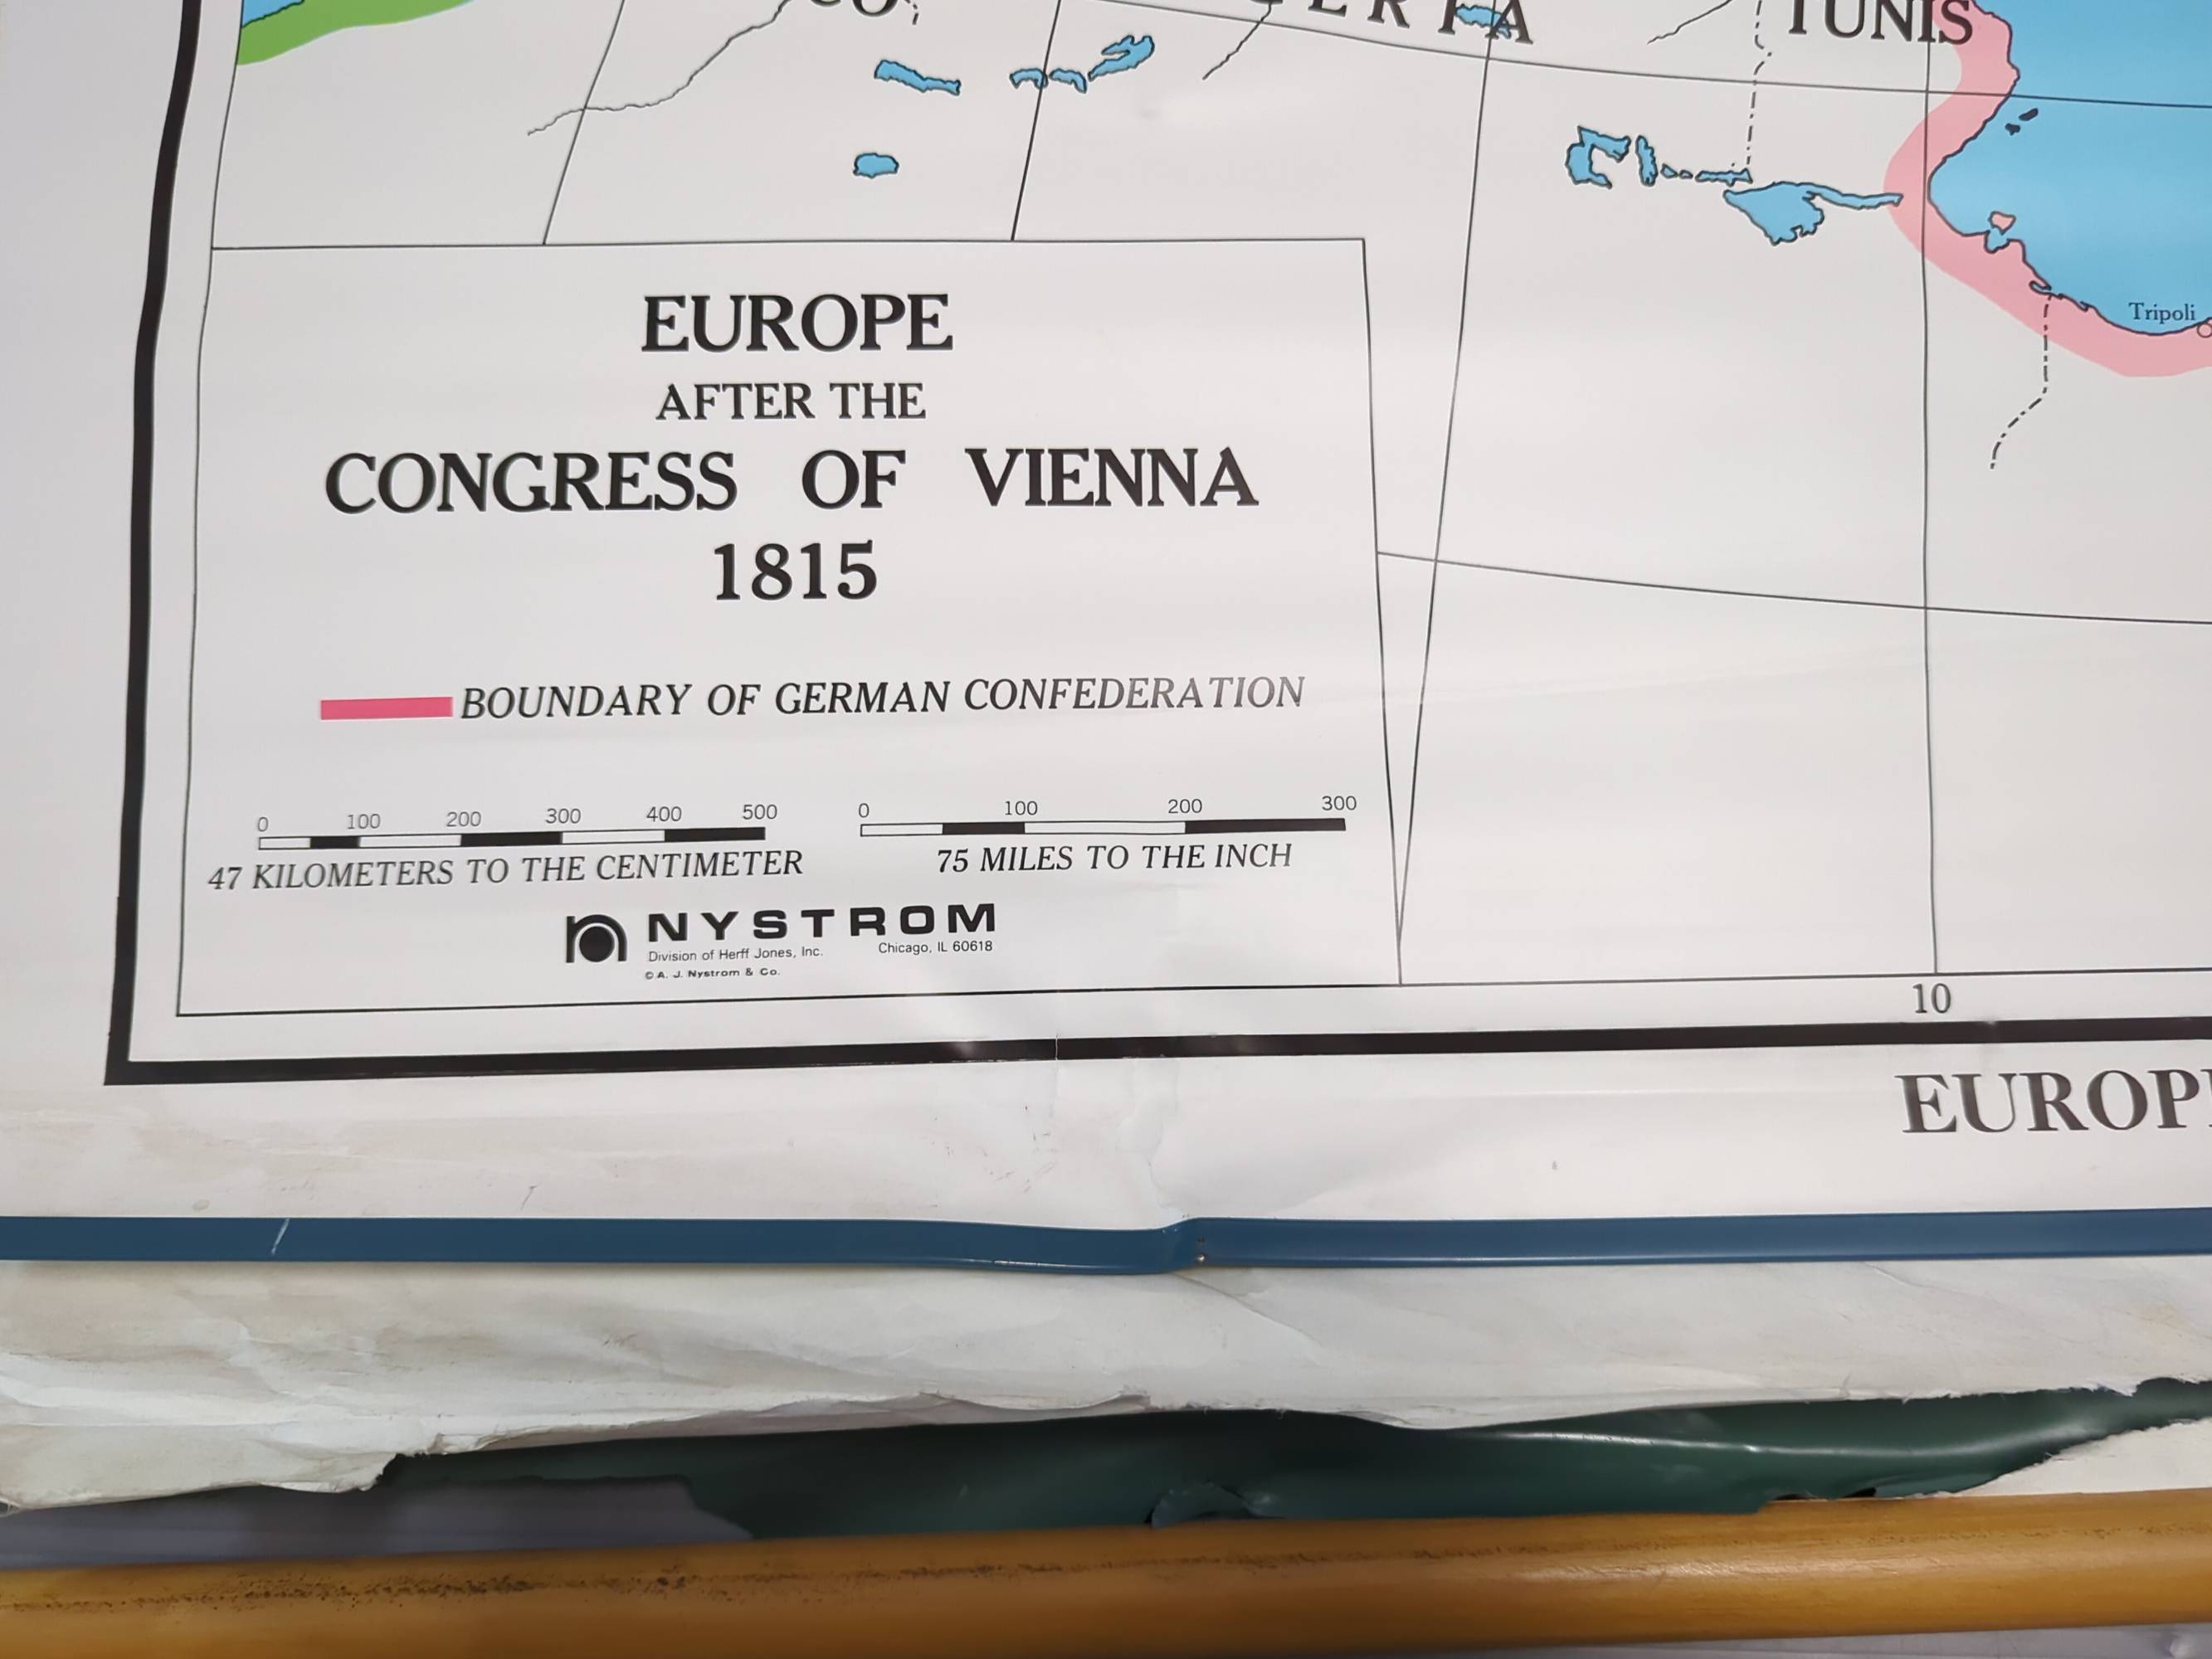 TUNIS
Tripoli
EUROPE
AFTER THE
CONGRESS OF VIENNA
1815
BOUNDARY OF GERMAN CONFEDERATION
0 100 200 300 400 500
47 KILOMETERS TO THE CENTIMETER
0 100 200 300
75 MILES TO THE INCH
n NYSTROM
Division of Herff Jones, Inc. Chicago, IL 60618
© A. J. Nystrom & Co.
10
EUROP